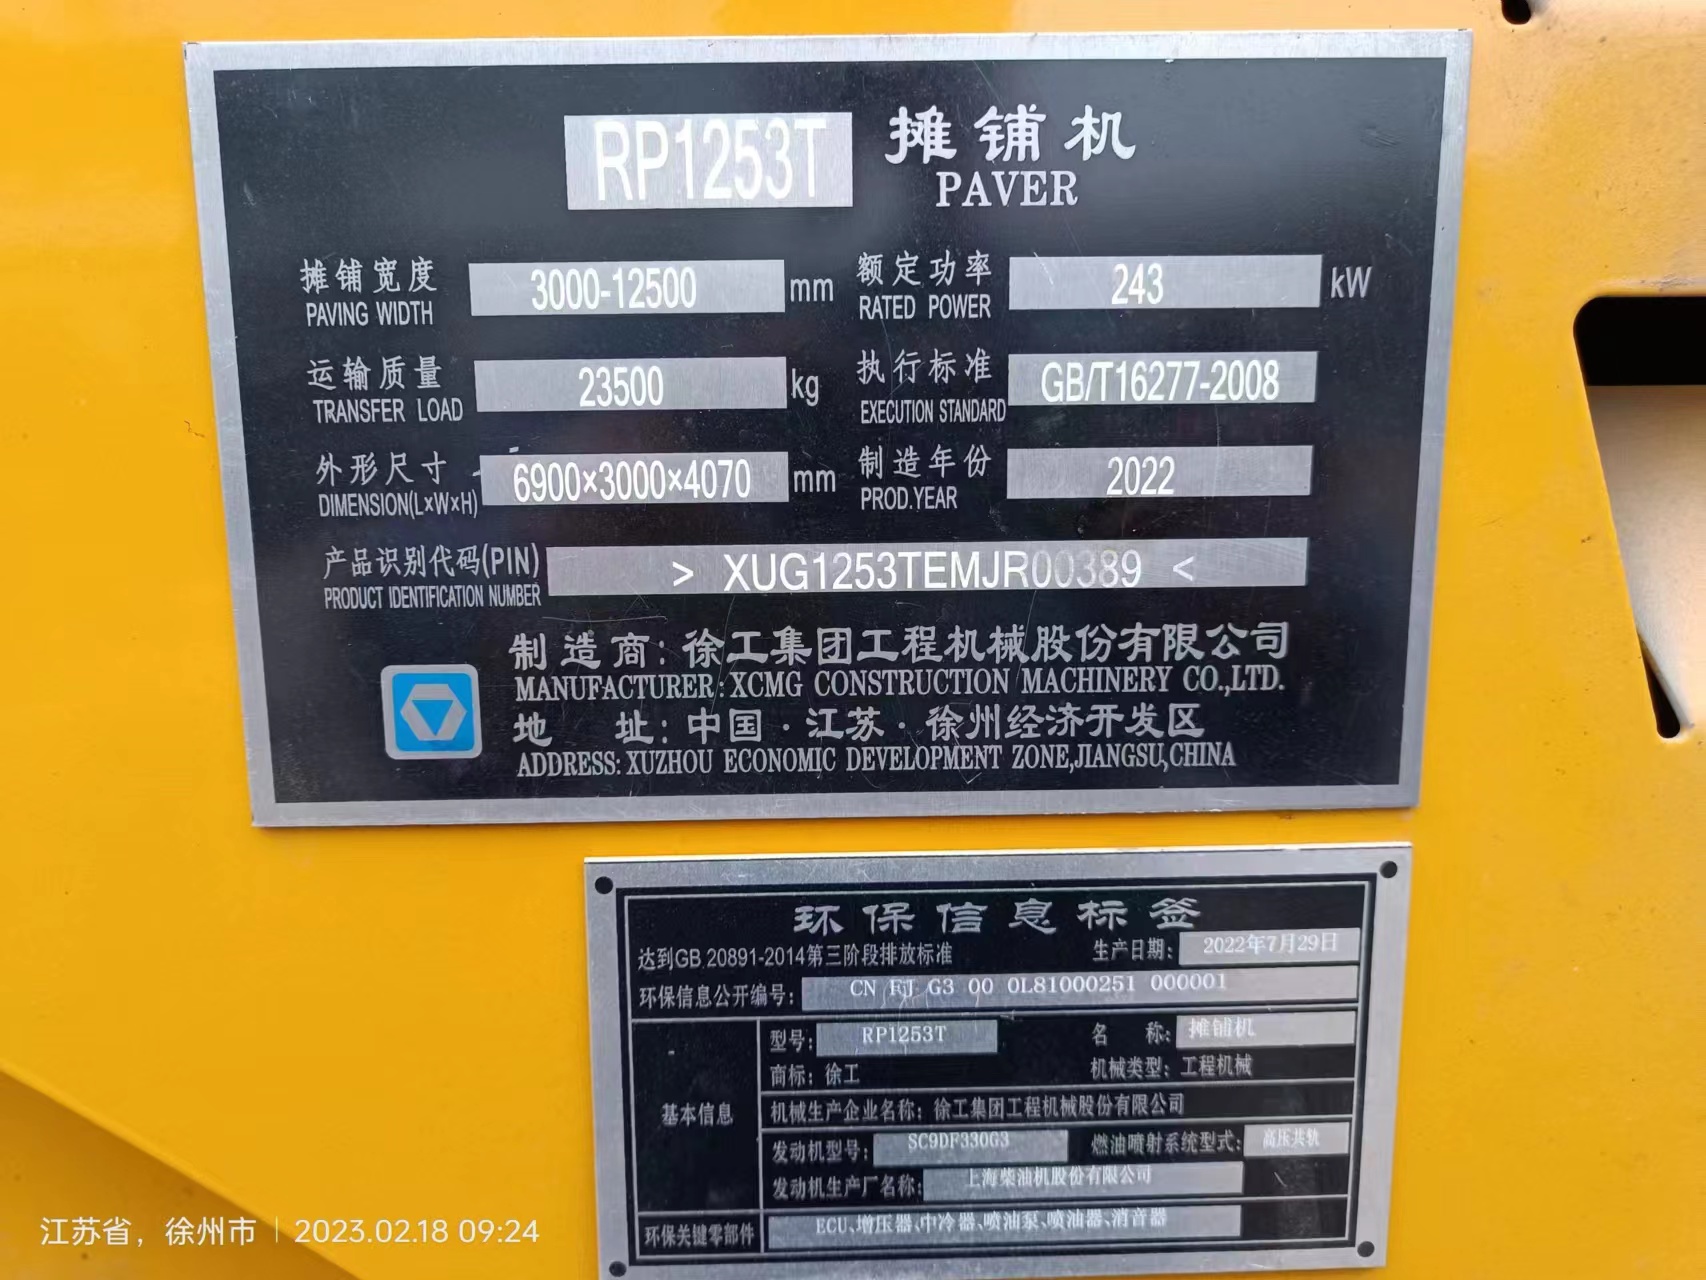 RP1253T 摊铺机
PAVER
摊铺宽度 3000-12500 mm 额定功率 243 kW
PAVING WIDTH RATED POWER
运输质量 23500 kg 执行标准 GB/T16277-2008
TRANSFER LOAD EXECUTION STANDARD
外形尺寸 6900×3000×4070 mm 制造年份 2022
DIMENSION(L×W×H) PROD.YEAR
产品识别代码(PIN) > XUG1253TEMJR00389 <
PRODUCT IDENTIFICATION NUMBER
制造商：徐工集团工程机械股份有限公司
MANUFACTURER: XCMG CONSTRUCTION MACHINERY CO.,LTD.
地 址：中国·江苏·徐州经济开发区
ADDRESS: XUZHOU ECONOMIC DEVELOPMENT ZONE,JIANGSU,CHINA
环保信息标签
达到GB 20891-2014第三阶段排放标准 生产日期：2022年7月29日
环保信息公开编号：CN FJ G3 00 0L81000251 000001
型号：RP1253T 名 称：摊铺机
商标：徐工 机械类型：工程机械
基本信息 机械生产企业名称：徐工集团工程机械股份有限公司
发动机型号：SC9DF330G3 燃油喷射系统型式：高压共轨
发动机生产厂名称：上海柴油机股份有限公司
环保关键零部件 ECU、增压器、中冷器、喷油泵、喷油器、消音器
江苏省，徐州市 | 2023.02.18 09:24